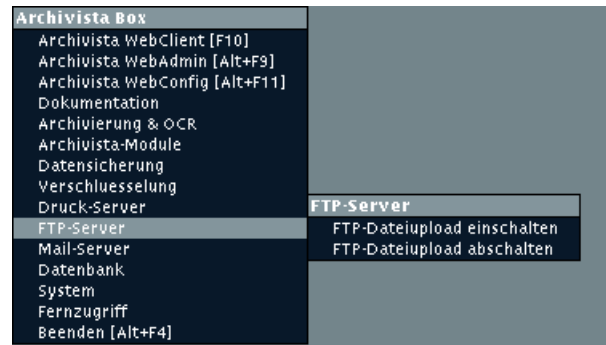 Archivista Box
Archivista WebClient [F10]
Archivista WebAdmin [Alt+F9]
Archivista WebConfig [Alt+F11]
Dokumentation
Archivierung & OCR
Archivista-Module
Datensicherung
Verschluesselung
Druck-Server
FTP-Server
Mail-Server
Datenbank
System
Fernzugriff
Beenden [Alt+F4]
FTP-Server
FTP-Dateiupload einschalten
FTP-Dateiupload abschalten